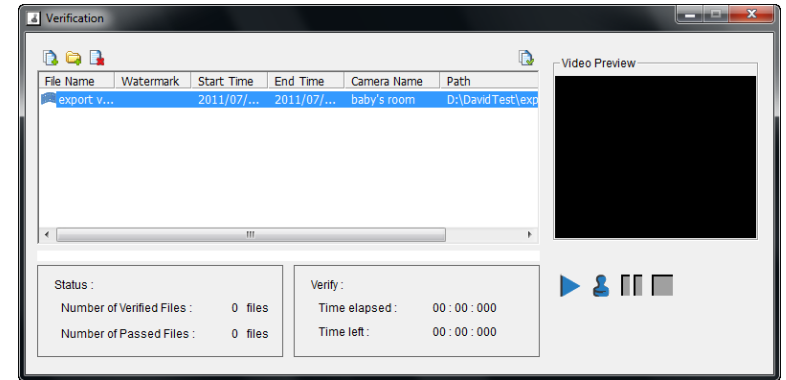 Verification
File Name Watermark Start Time End Time Camera Name Path
export v... 2011/07/... 2011/07/... baby's room D:\DavidTest\exp
Video Preview
Status :
Number of Verified Files : 0 files
Number of Passed Files : 0 files
Verify :
Time elapsed : 00 : 00 : 000
Time left : 00 : 00 : 000